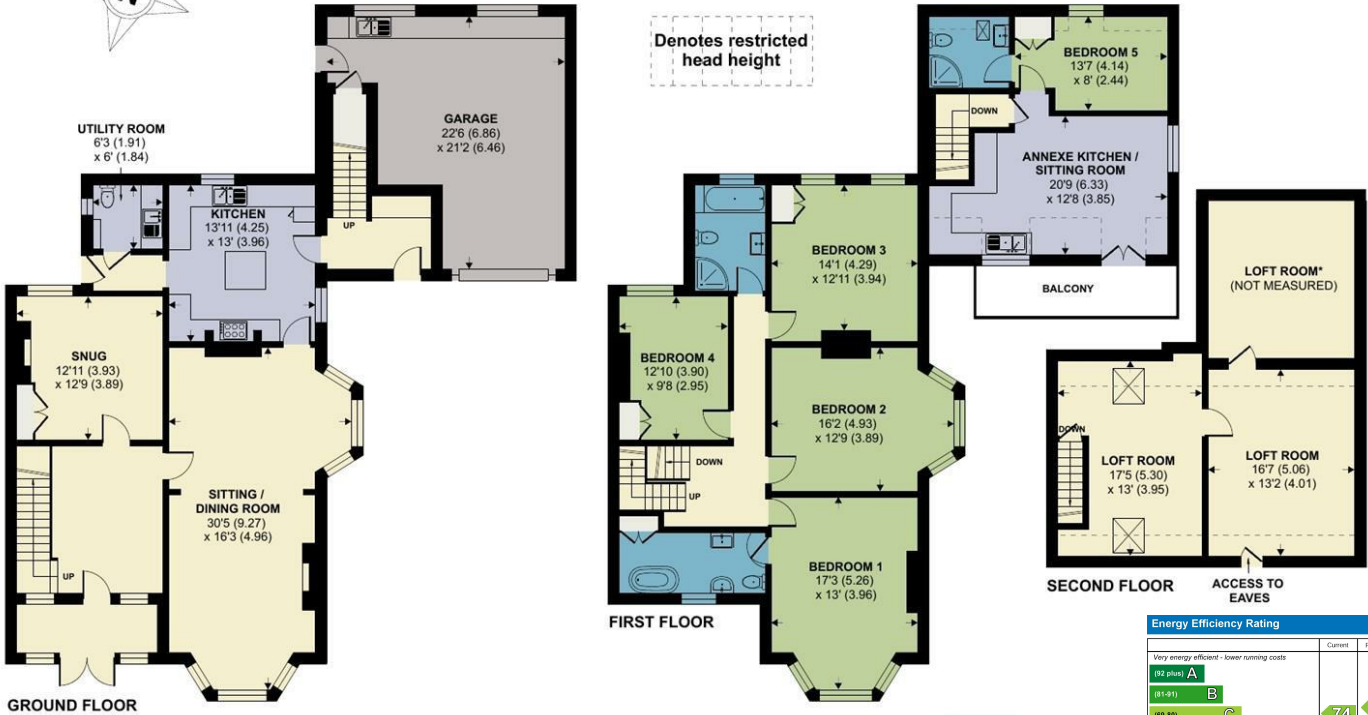 Denotes restricted
head height
UTILITY ROOM
6'3 (1.91)
x 6' (1.84)
KITCHEN
13'11 (4.25)
x 13' (3.96)
GARAGE
22'6 (6.86)
x 21'2 (6.46)
UP
SNUG
12'11 (3.93)
x 12'9 (3.89)
SITTING /
DINING ROOM
30'5 (9.27)
x 16'3 (4.96)
UP
GROUND FLOOR
BEDROOM 3
14'1 (4.29)
x 12'11 (3.94)
BEDROOM 4
12'10 (3.90)
x 9'8 (2.95)
BEDROOM 2
16'2 (4.93)
x 12'9 (3.89)
DOWN
UP
BEDROOM 1
17'3 (5.26)
x 13' (3.96)
FIRST FLOOR
BEDROOM 5
13'7 (4.14)
x 8' (2.44)
DOWN
ANNEXE KITCHEN /
SITTING ROOM
20'9 (6.33)
x 12'8 (3.85)
BALCONY
LOFT ROOM*
(NOT MEASURED)
DOWN
LOFT ROOM
17'5 (5.30)
x 13' (3.95)
LOFT ROOM
16'7 (5.06)
x 13'2 (4.01)
SECOND FLOOR
ACCESS TO
EAVES
Energy Efficiency Rating
Current
Very energy efficient - lower running costs
(92 plus) A
(81-91) B
(69-80) C
74